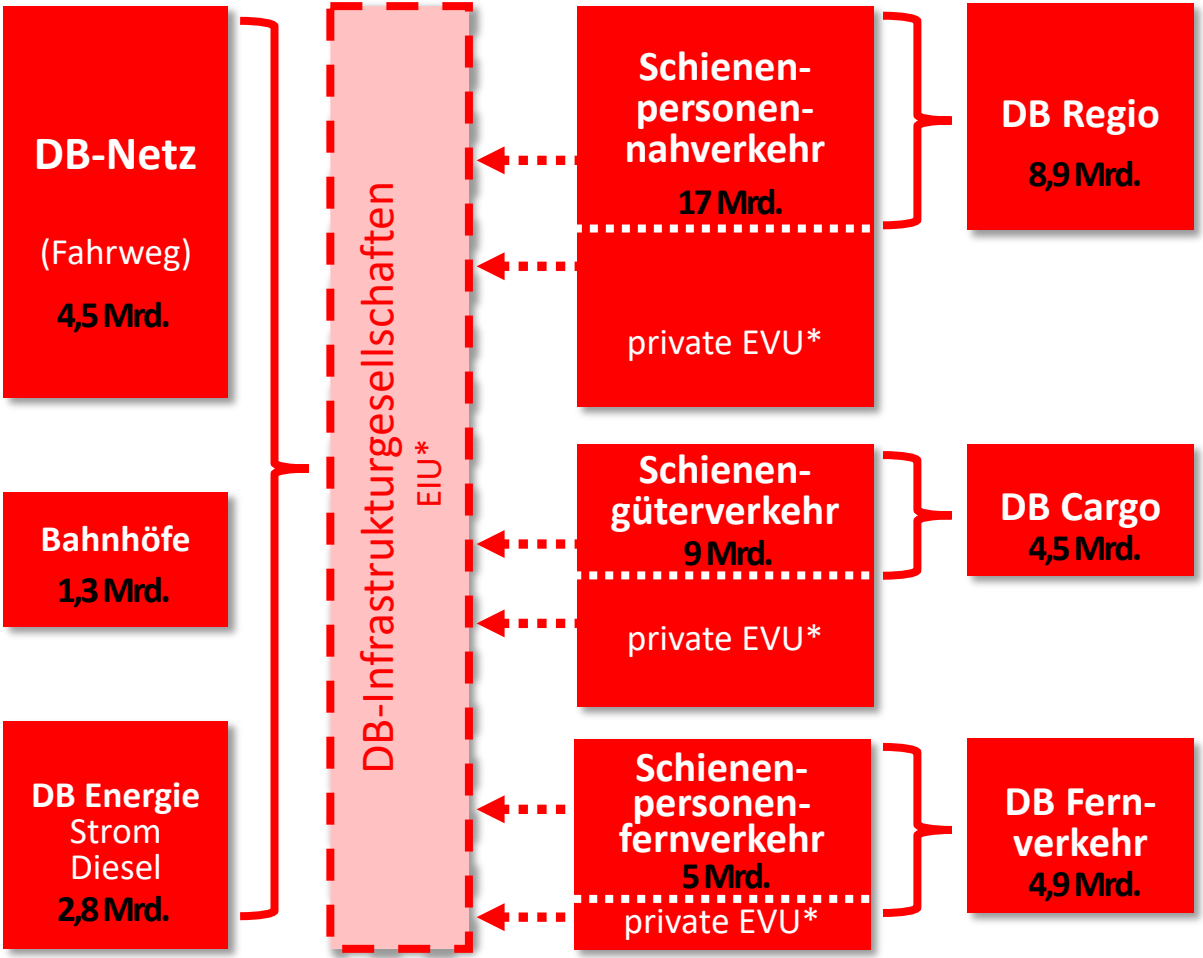 DB-Netz
(Fahrweg)
4,5 Mrd.
Bahnhöfe
1,3 Mrd.
DB Energie
Strom
Diesel
2,8 Mrd.
DB-Infrastrukturgesellschaften
EIU*
Schienen-
personen-
nahverkehr
17 Mrd.
private EVU*
Schienen-
güterverkehr
9 Mrd.
private EVU*
Schienen-
personen-
fernverkehr
5 Mrd.
private EVU*
DB Regio
8,9 Mrd.
DB Cargo
4,5 Mrd.
DB Fern-
verkehr
4,9 Mrd.